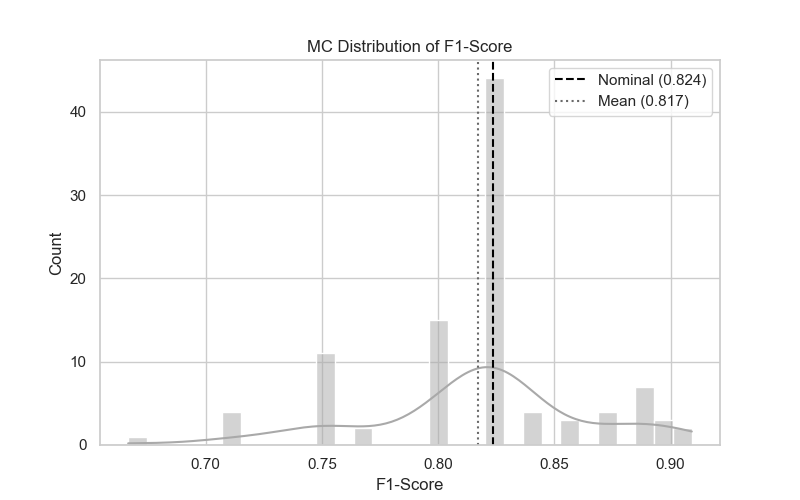 MC Distribution of F1-Score
Nominal (0.824)
Mean (0.817)
Count
40
30
20
10
0
0.70 0.75 0.80 0.85 0.90
F1-Score